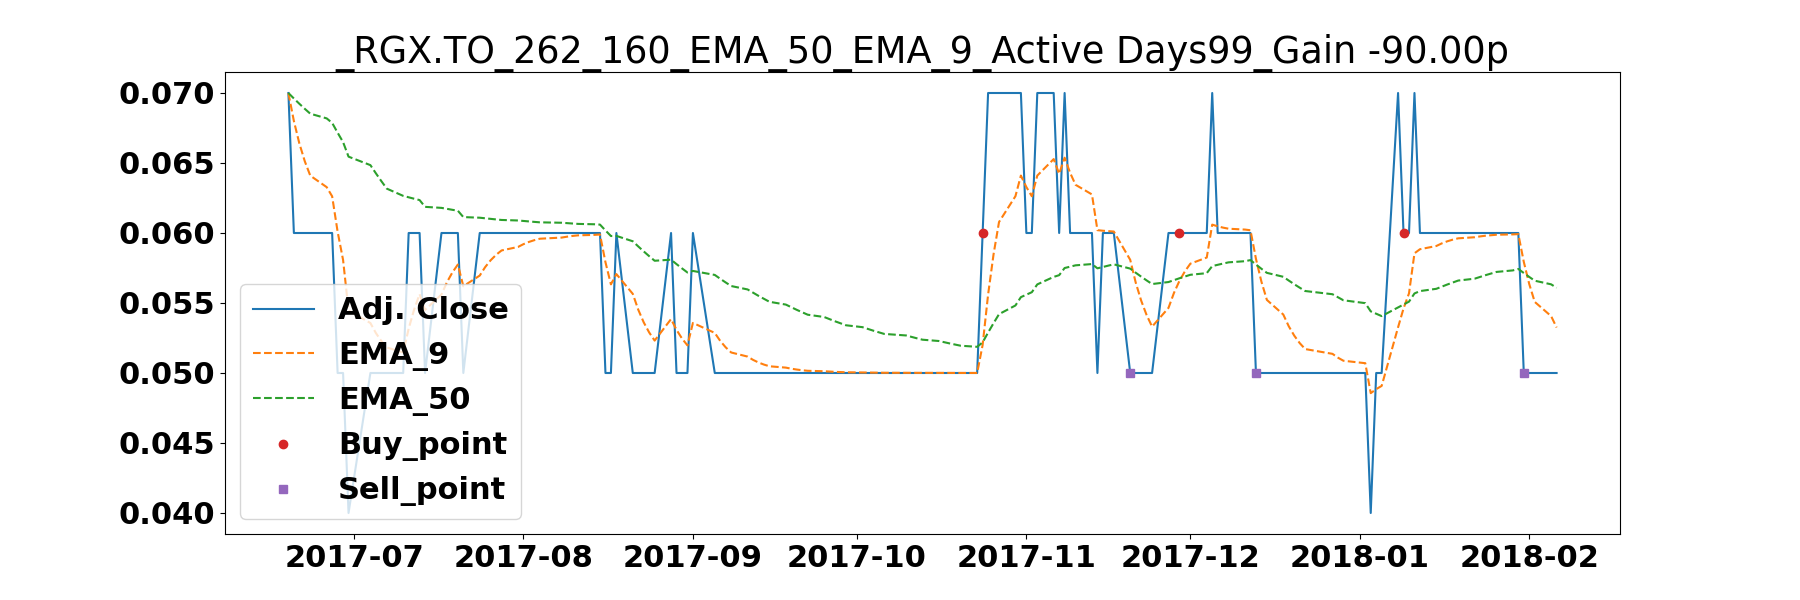 _RGX.TO_262_160_EMA_50_EMA_9_Active Days99_Gain -90.00p
0.070
0.065
0.060
0.055
0.050
0.045
0.040
Adj. Close
EMA_9
EMA_50
Buy_point
Sell_point
2017-07 2017-08 2017-09 2017-10 2017-11 2017-12 2018-01 2018-02